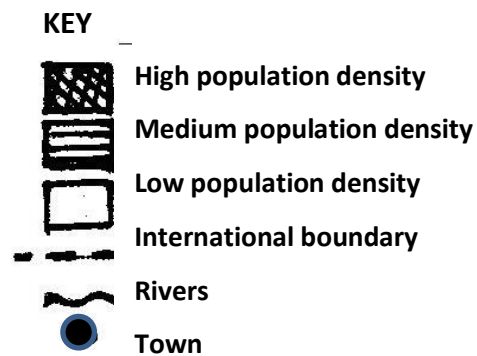 KEY
High population density
Medium population density
Low population density
International boundary
Rivers
Town